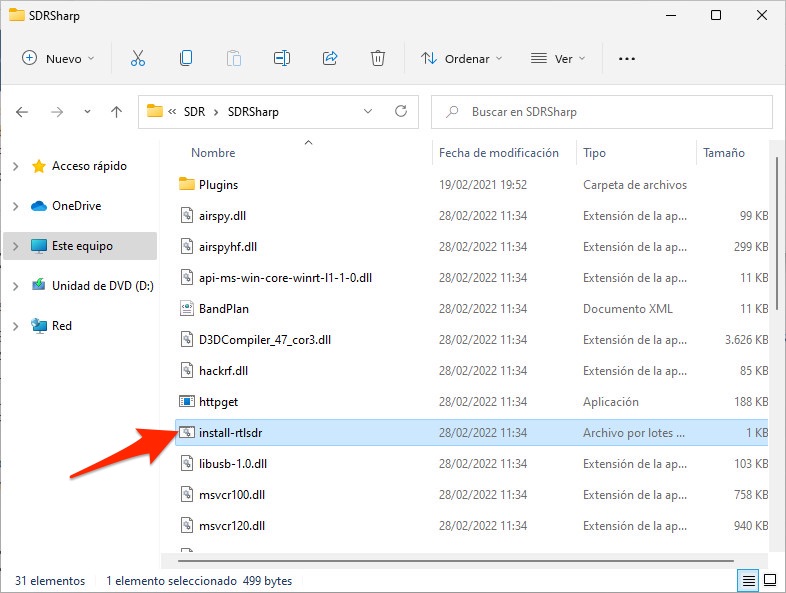 SDRSharp
Nuevo Ordenar Ver
« SDR › SDRSharp Buscar en SDRSharp
Nombre Fecha de modificación Tipo Tamaño
Acceso rápido
OneDrive
Este equipo
Unidad de DVD (D:)
Red
Plugins 19/02/2021 19:52 Carpeta de archivos
airspy.dll 28/02/2022 11:34 Extensión de la ap... 99 KB
airspyhf.dll 28/02/2022 11:34 Extensión de la ap... 299 KB
api-ms-win-core-winrt-l1-1-0.dll 28/02/2022 11:34 Extensión de la ap... 11 KB
BandPlan 28/02/2022 11:34 Documento XML 11 KB
D3DCompiler_47_cor3.dll 28/02/2022 11:34 Extensión de la ap... 3.626 KB
hackrf.dll 28/02/2022 11:34 Extensión de la ap... 85 KB
httpget 28/02/2022 11:34 Aplicación 188 KB
install-rtlsdr 28/02/2022 11:34 Archivo por lotes ... 1 KB
libusb-1.0.dll 28/02/2022 11:34 Extensión de la ap... 103 KB
msvcr100.dll 28/02/2022 11:34 Extensión de la ap... 758 KB
msvcr120.dll 28/02/2022 11:34 Extensión de la ap... 940 KB
31 elementos 1 elemento seleccionado 499 bytes